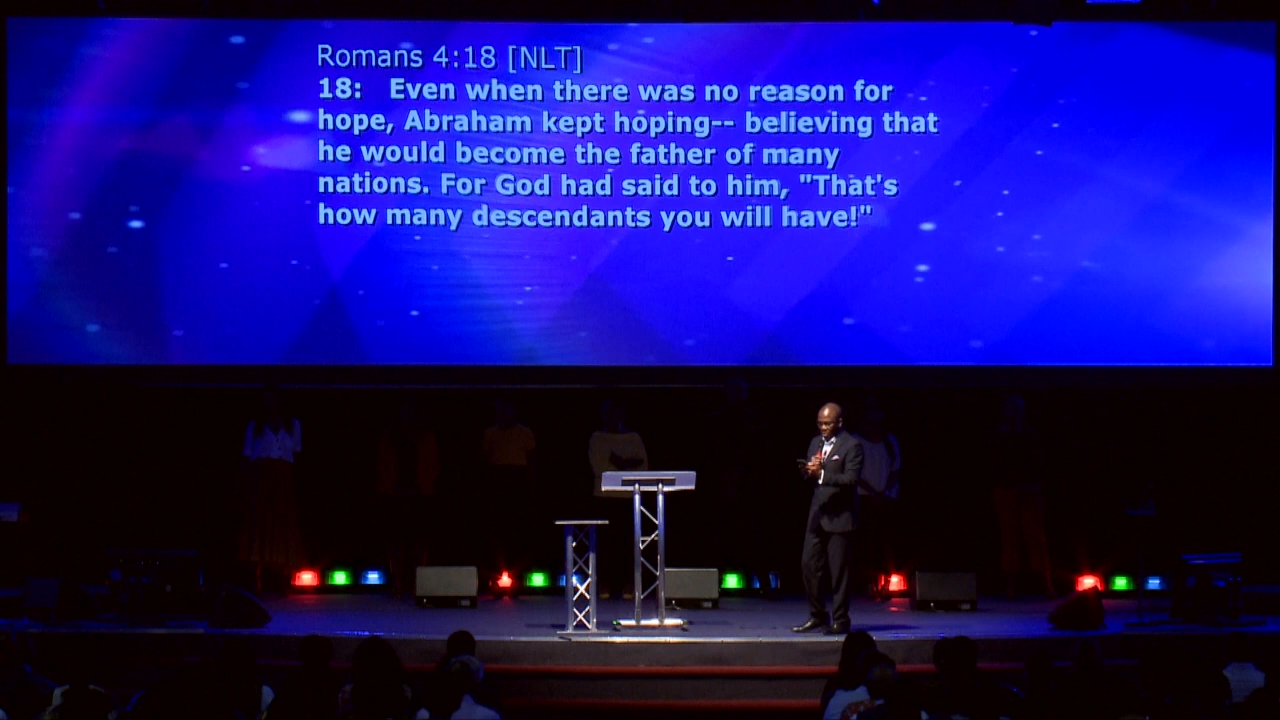 Romans 4:18 [NLT]
18: Even when there was no reason for
hope, Abraham kept hoping-- believing that
he would become the father of many
nations. For God had said to him, "That's
how many descendants you will have!"